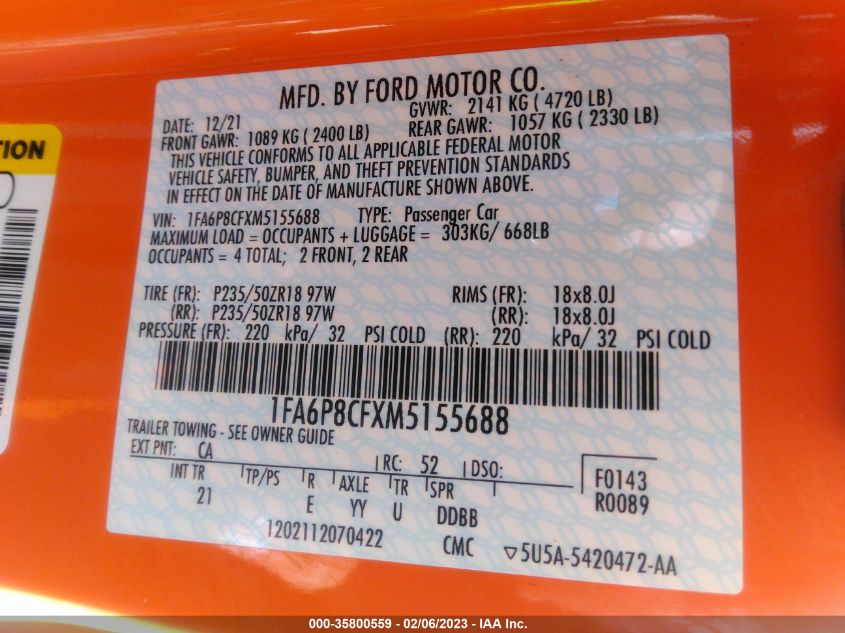 MFD. BY FORD MOTOR CO.
DATE: 12/21 GVWR: 2141 KG ( 4720 LB)
FRONT GAWR: 1089 KG ( 2400 LB) REAR GAWR: 1057 KG ( 2330 LB)
THIS VEHICLE CONFORMS TO ALL APPLICABLE FEDERAL MOTOR
VEHICLE SAFETY, BUMPER, AND THEFT PREVENTION STANDARDS
IN EFFECT ON THE DATE OF MANUFACTURE SHOWN ABOVE.
VIN: 1FA6P8CFXM5155688 TYPE: Passenger Car
MAXIMUM LOAD = OCCUPANTS + LUGGAGE = 303KG/ 668LB
OCCUPANTS = 4 TOTAL; 2 FRONT, 2 REAR
TIRE (FR): P235/50ZR18 97W RIMS (FR): 18x8.0J
(RR): P235/50ZR18 97W (RR): 18x8.0J
PRESSURE (FR): 220 kPa/ 32 PSI COLD (RR): 220 kPa/ 32 PSI COLD
1FA6P8CFXM5155688
TRAILER TOWING - SEE OWNER GUIDE
EXT PNT: CA RC: 52 DSO:
INT TR TP/PS R AXLE TR SPR
21 E YY U DDBB
F0143
R0089
1202112070422 CMC ▽5U5A-5420472-AA
000-35800559 — 02/06/2023 — IAA Inc.